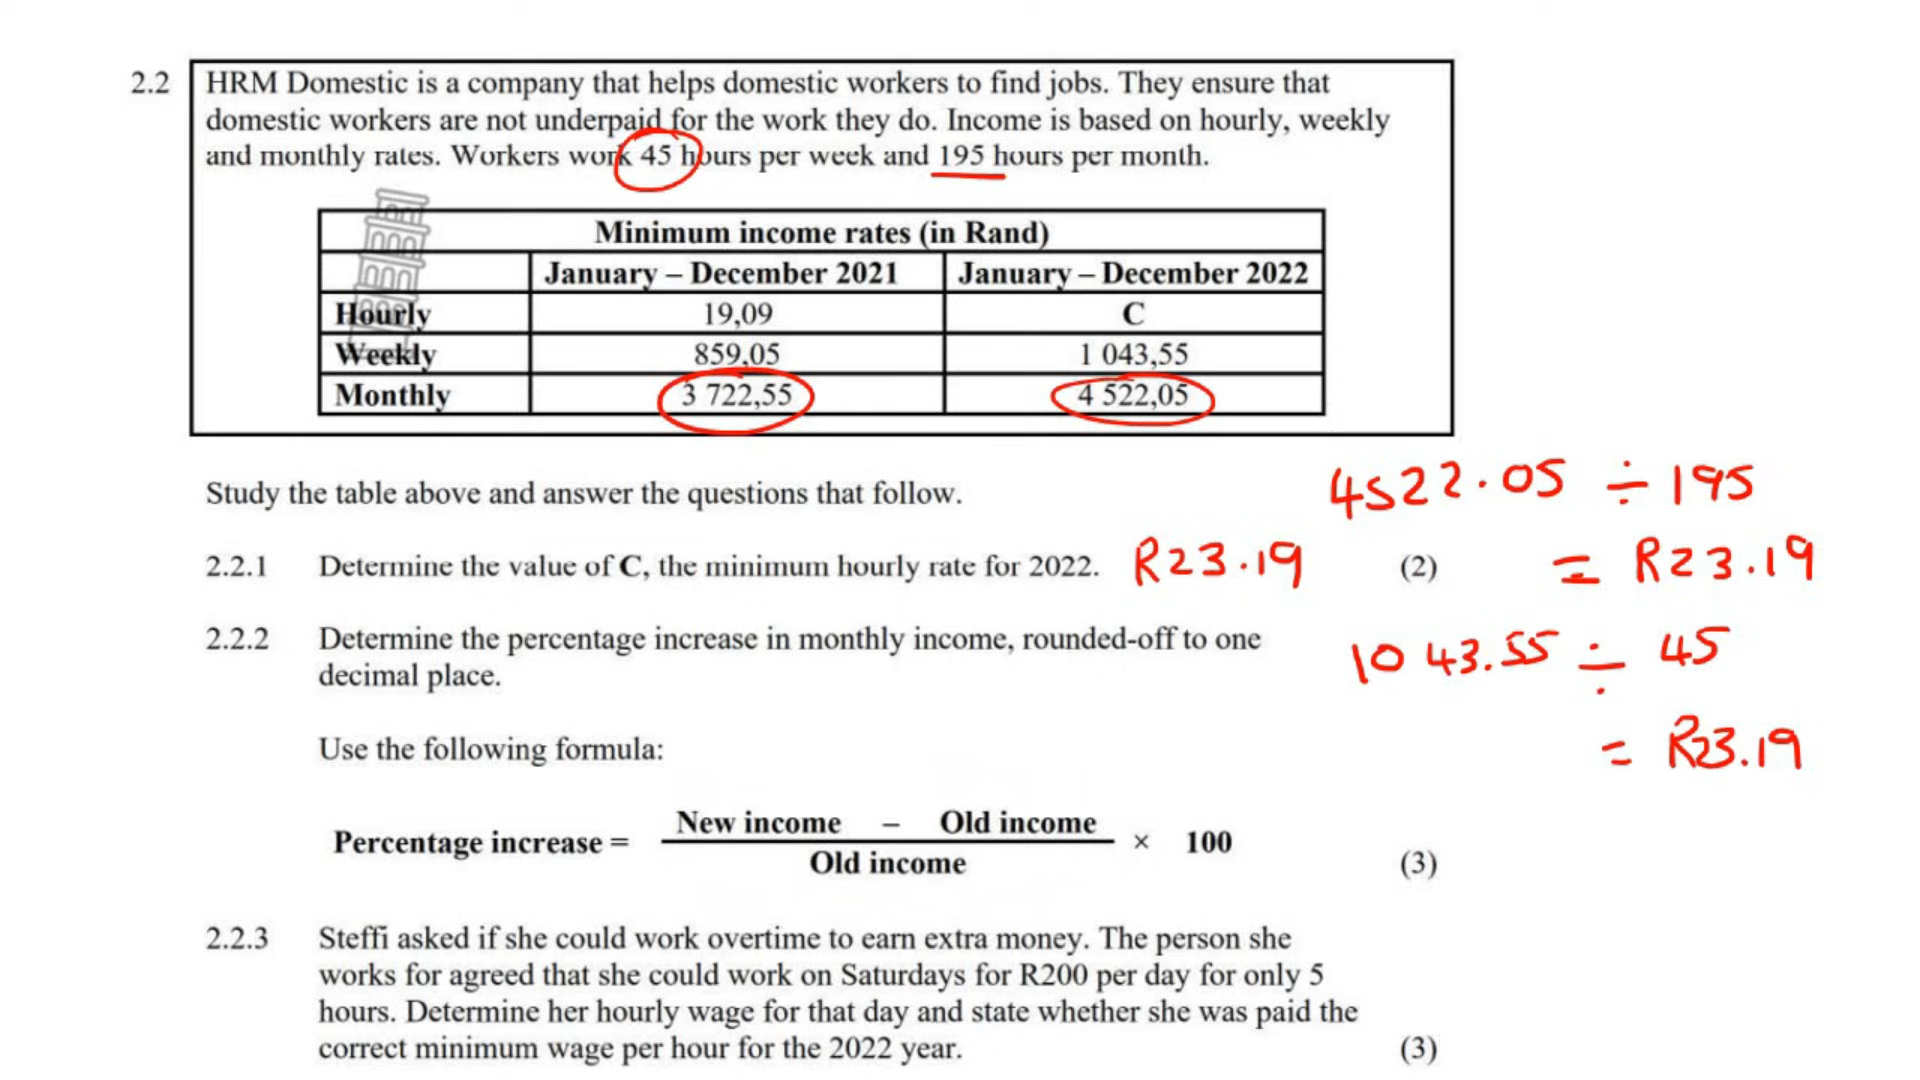 2.2 HRM Domestic is a company that helps domestic workers to find jobs. They ensure that
domestic workers are not underpaid for the work they do. Income is based on hourly, weekly
and monthly rates. Workers work 45 hours per week and 195 hours per month.
Minimum income rates (in Rand)
January – December 2021 January – December 2022
Hourly 19,09 C
Weekly 859,05 1 043,55
Monthly 3 722,55 4 522,05
Study the table above and answer the questions that follow.
4522.05 ÷ 195
2.2.1 Determine the value of C, the minimum hourly rate for 2022. R23.19 (2) = R23.19
2.2.2 Determine the percentage increase in monthly income, rounded-off to one
decimal place.
1043.55 ÷ 45
= R23.19
Use the following formula:
Percentage increase = New income – Old income × 100
Old income
(3)
2.2.3 Steffi asked if she could work overtime to earn extra money. The person she
works for agreed that she could work on Saturdays for R200 per day for only 5
hours. Determine her hourly wage for that day and state whether she was paid the
correct minimum wage per hour for the 2022 year. (3)